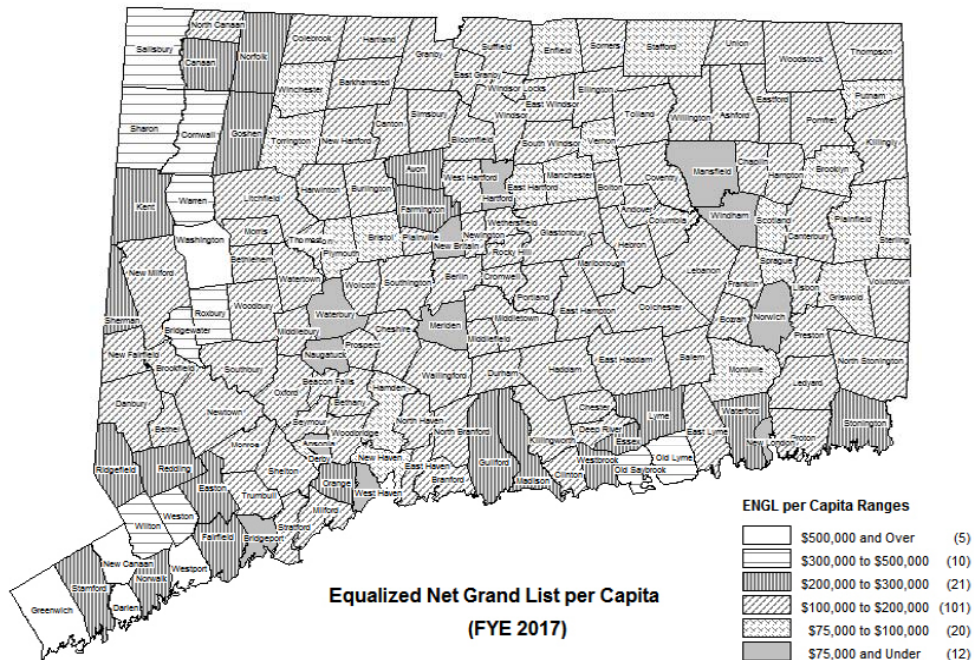 North Canaan
Colebrook
Hartland
Suffield
Enfield
Somers
Stafford
Union
Woodstock
Thompson
Salisbury
Canaan
Norfolk
Granby
East Granby
Windsor Locks
Putnam
Winchester
Barkhamsted
East Windsor
Ellington
Eastford
Sharon
Cornwall
Goshen
Canton
Simsbury
Windsor
Tolland
Willington
Ashford
Pomfret
Torrington
New Hartford
Bloomfield
South Windsor
Vernon
Killingly
Avon
West Hartford
Manchester
Mansfield
Chaplin
Brooklyn
Hampton
Kent
Warren
Litchfield
Harwinton
Burlington
Farmington
Hartford
East Hartford
Bolton
Coventry
Andover
Columbia
Windham
Scotland
Plainfield
Canterbury
Sterling
Washington
Morris
Thomaston
Bristol
Plainville
Newington
Wethersfield
Glastonbury
Hebron
Bethlehem
Plymouth
New Britain
Rocky Hill
Marlborough
Lebanon
Sprague
Franklin
Lisbon
Griswold
Voluntown
New Milford
Watertown
Wolcott
Southington
Berlin
Cromwell
Portland
Sherman
Roxbury
Woodbury
Waterbury
Meriden
Middletown
East Hampton
Colchester
Bozrah
Norwich
Preston
Bridgewater
Middlebury
Cheshire
Middlefield
New Fairfield
Brookfield
Southbury
Naugatuck
Prospect
Wallingford
Durham
Haddam
East Haddam
Salem
Montville
Ledyard
North Stonington
Danbury
Newtown
Oxford
Beacon Falls
Bethany
Hamden
Bethel
Seymour
Woodbridge
North Haven
North Branford
Killingworth
Chester
Deep River
Lyme
Waterford
Stonington
Monroe
Ansonia
Derby
New Haven
East Haven
Branford
Guilford
Madison
Clinton
Essex
Westbrook
Old Lyme
East Lyme
New London
Groton
Ridgefield
Redding
Shelton
Orange
West Haven
Old Saybrook
Easton
Trumbull
Milford
Stratford
Wilton
Weston
Fairfield
Bridgeport
New Canaan
Westport
Norwalk
Stamford
Darien
Greenwich
Equalized Net Grand List per Capita
(FYE 2017)
ENGL per Capita Ranges
$500,000 and Over (5)
$300,000 to $500,000 (10)
$200,000 to $300,000 (21)
$100,000 to $200,000 (101)
$75,000 to $100,000 (20)
$75,000 and Under (12)